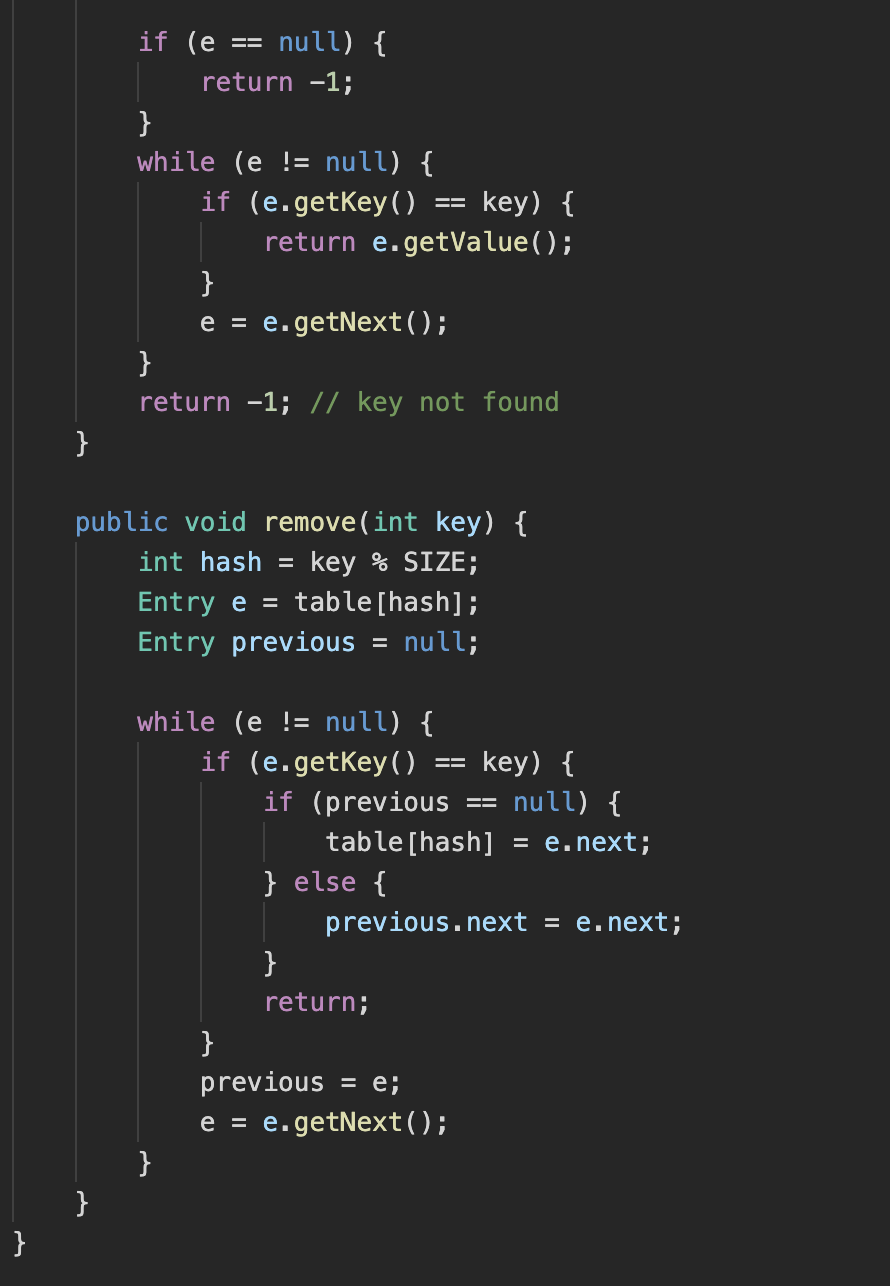 if (e == null) {
return -1;
}
while (e != null) {
if (e.getKey() == key) {
return e.getValue();
}
e = e.getNext();
}
return -1; // key not found
}
public void remove(int key) {
int hash = key % SIZE;
Entry e = table[hash];
Entry previous = null;
while (e != null) {
if (e.getKey() == key) {
if (previous == null) {
table[hash] = e.next;
} else {
previous.next = e.next;
}
return;
}
previous = e;
e = e.getNext();
}
}
}